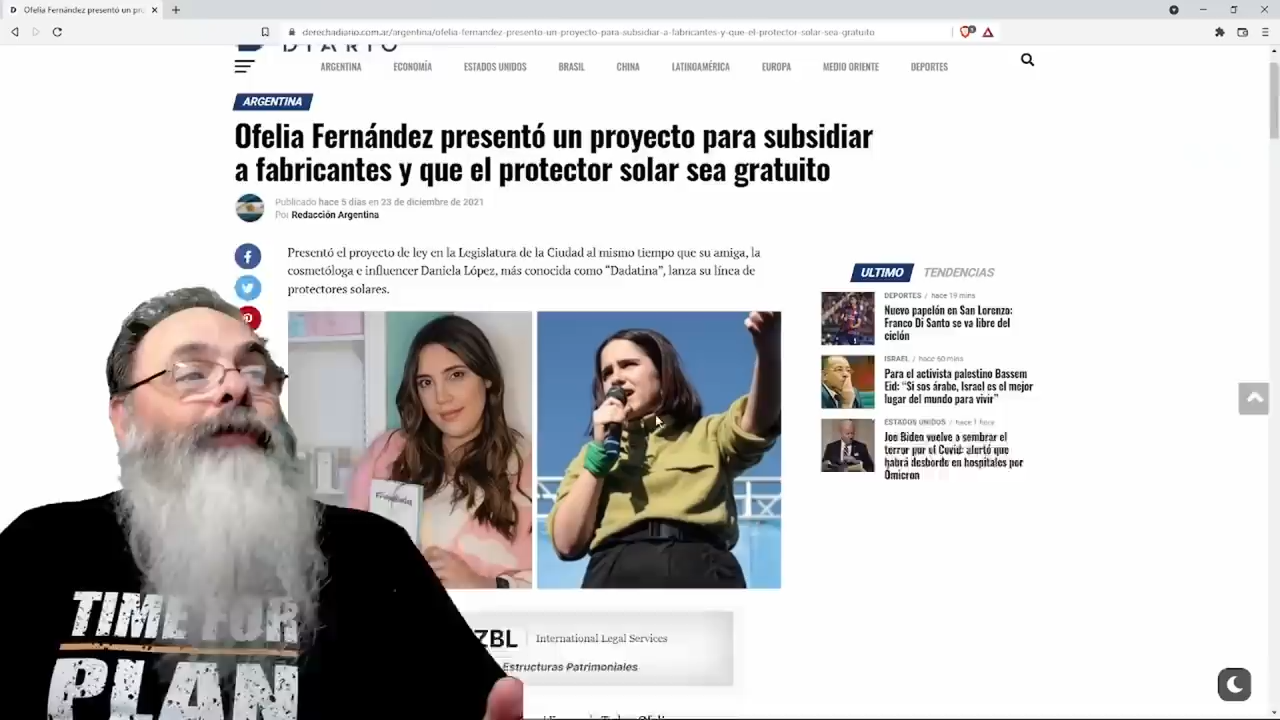 Ofelia Fernández presentó un pr
derechadiario.com.ar/argentina/ofelia-fernandez-presento-un-proyecto-para-subsidiar-a-fabricantes-y-que-el-protector-solar-sea-gratuito
DIARIO
ARGENTINA ECONOMÍA ESTADOS UNIDOS BRASIL CHINA LATINOAMÉRICA EUROPA MEDIO ORIENTE DEPORTES
ARGENTINA
Ofelia Fernández presentó un proyecto para subsidiar
a fabricantes y que el protector solar sea gratuito
Publicado hace 5 días en 23 de diciembre de 2021
Por Redacción Argentina
Presentó el proyecto de ley en la Legislatura de la Ciudad al mismo tiempo que su amiga, la
cosmetóloga e influencer Daniela López, más conocida como “Dadatina”, lanza su línea de
protectores solares.
ULTIMO TENDENCIAS
DEPORTES / hace 19 mins
Nuevo papelón en San Lorenzo:
Franco Di Santo se va libre del
ciclón
ISRAEL / hace 60 mins
Para el activista palestino Bassem
Eid: “Si sos árabe, Israel es el mejor
lugar del mundo para vivir”
ESTADOS UNIDOS / hace 1 hora
Joe Biden vuelve a sembrar el
terror por el Covid: alertó que
habrá desborde en hospitales por
Ómicron
ZBL International Legal Services
Estructuras Patrimoniales
TIME FOR
PLAN